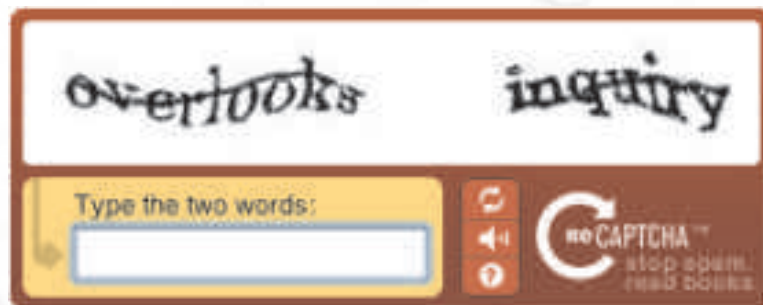 overlooks inquiry
Type the two words:
reCAPTCHA™
stop spam.
read books.